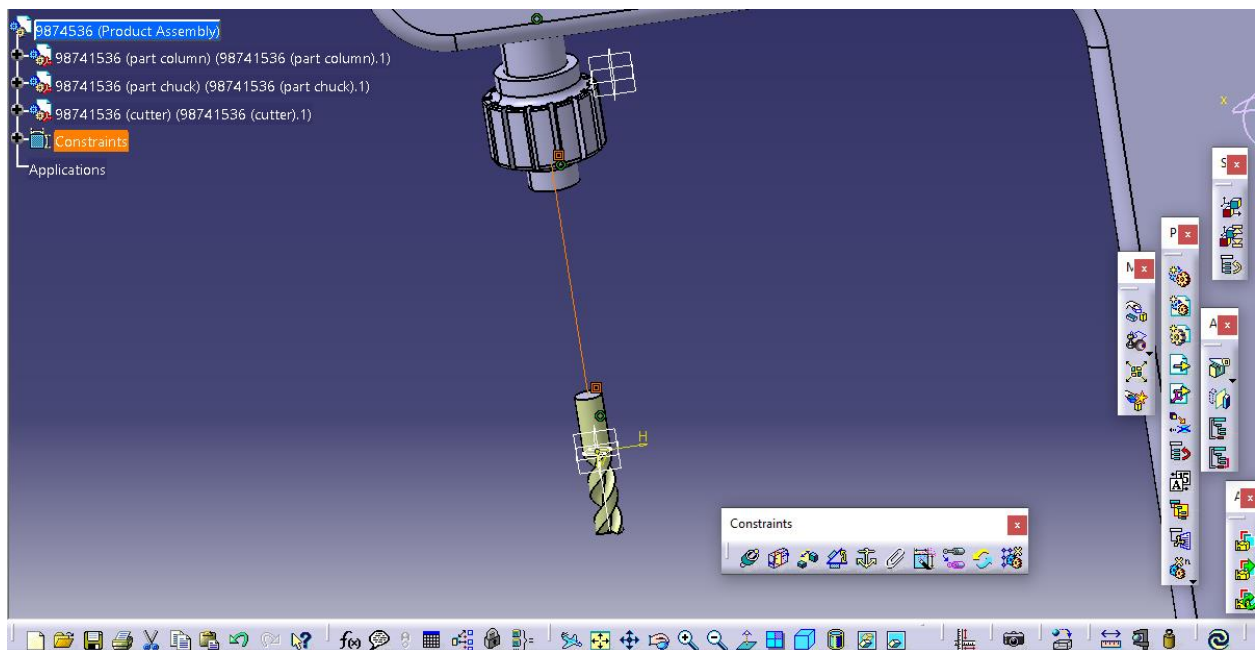 9874536 (Product Assembly)
98741536 (part column) (98741536 (part column).1)
98741536 (part chuck) (98741536 (part chuck).1)
98741536 (cutter) (98741536 (cutter).1)
Constraints
Applications
x
S
P
M
A
H
Constraints
A
f(x)